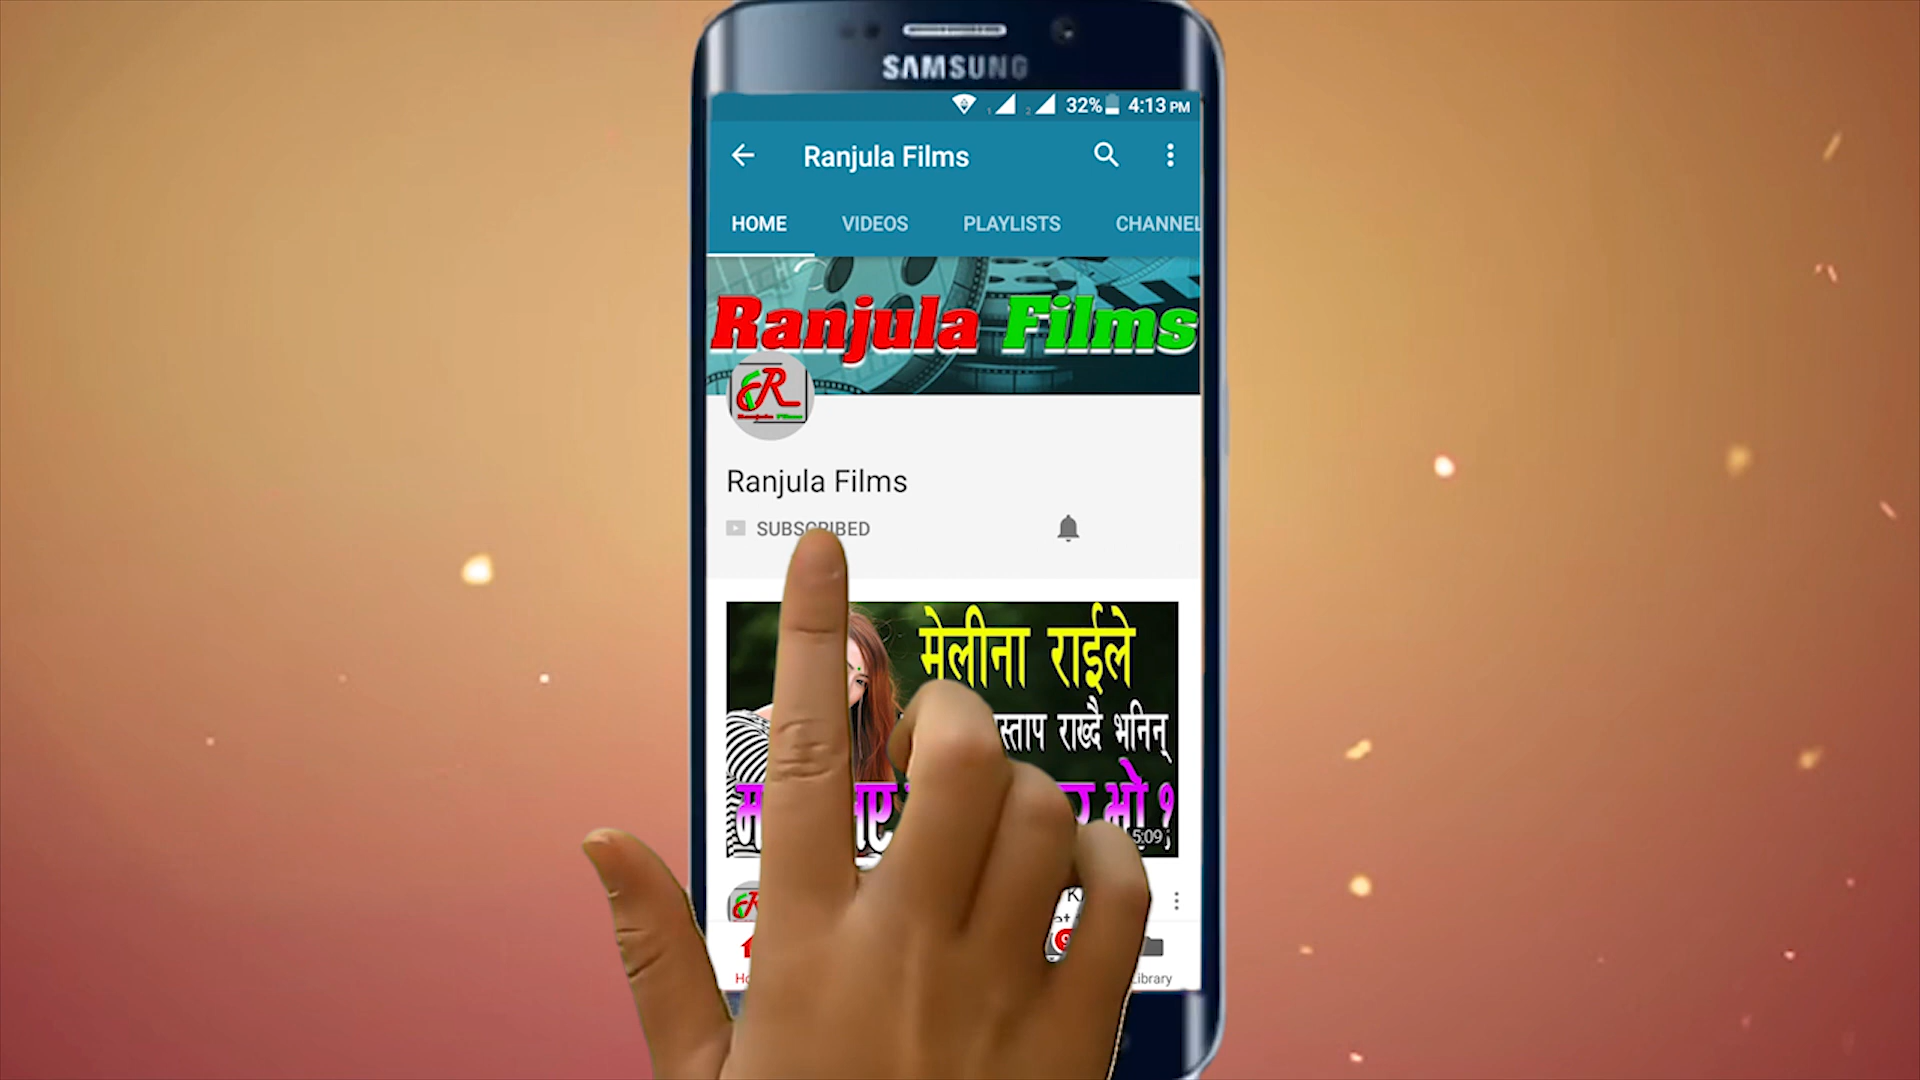 SAMSUNG
32% 4:13 PM
Ranjula Films
HOME VIDEOS PLAYLISTS CHANNEL
Ranjula Films
Ranjula Films
SUBSCRIBED
मेलीना राईले
राख्दै भनिन्
भो ?
5:09
Library